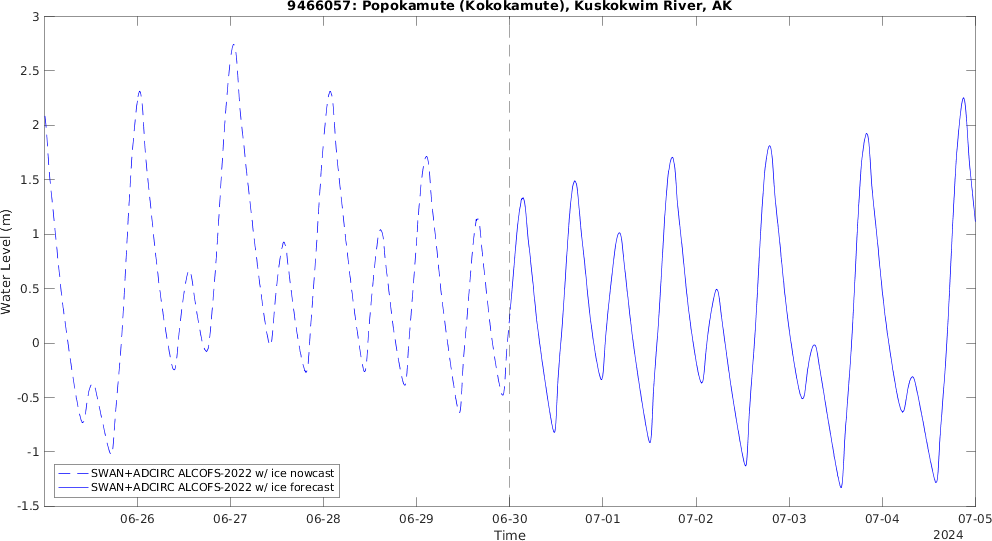 9466057: Popokamute (Kokokamute), Kuskokwim River, AK
3
2.5
2
1.5
1
0.5
0
-0.5
-1
-1.5
Water Level (m)
SWAN+ADCIRC ALCOFS-2022 w/ ice nowcast
SWAN+ADCIRC ALCOFS-2022 w/ ice forecast
06-26 06-27 06-28 06-29 06-30 07-01 07-02 07-03 07-04 07-05
Time
2024